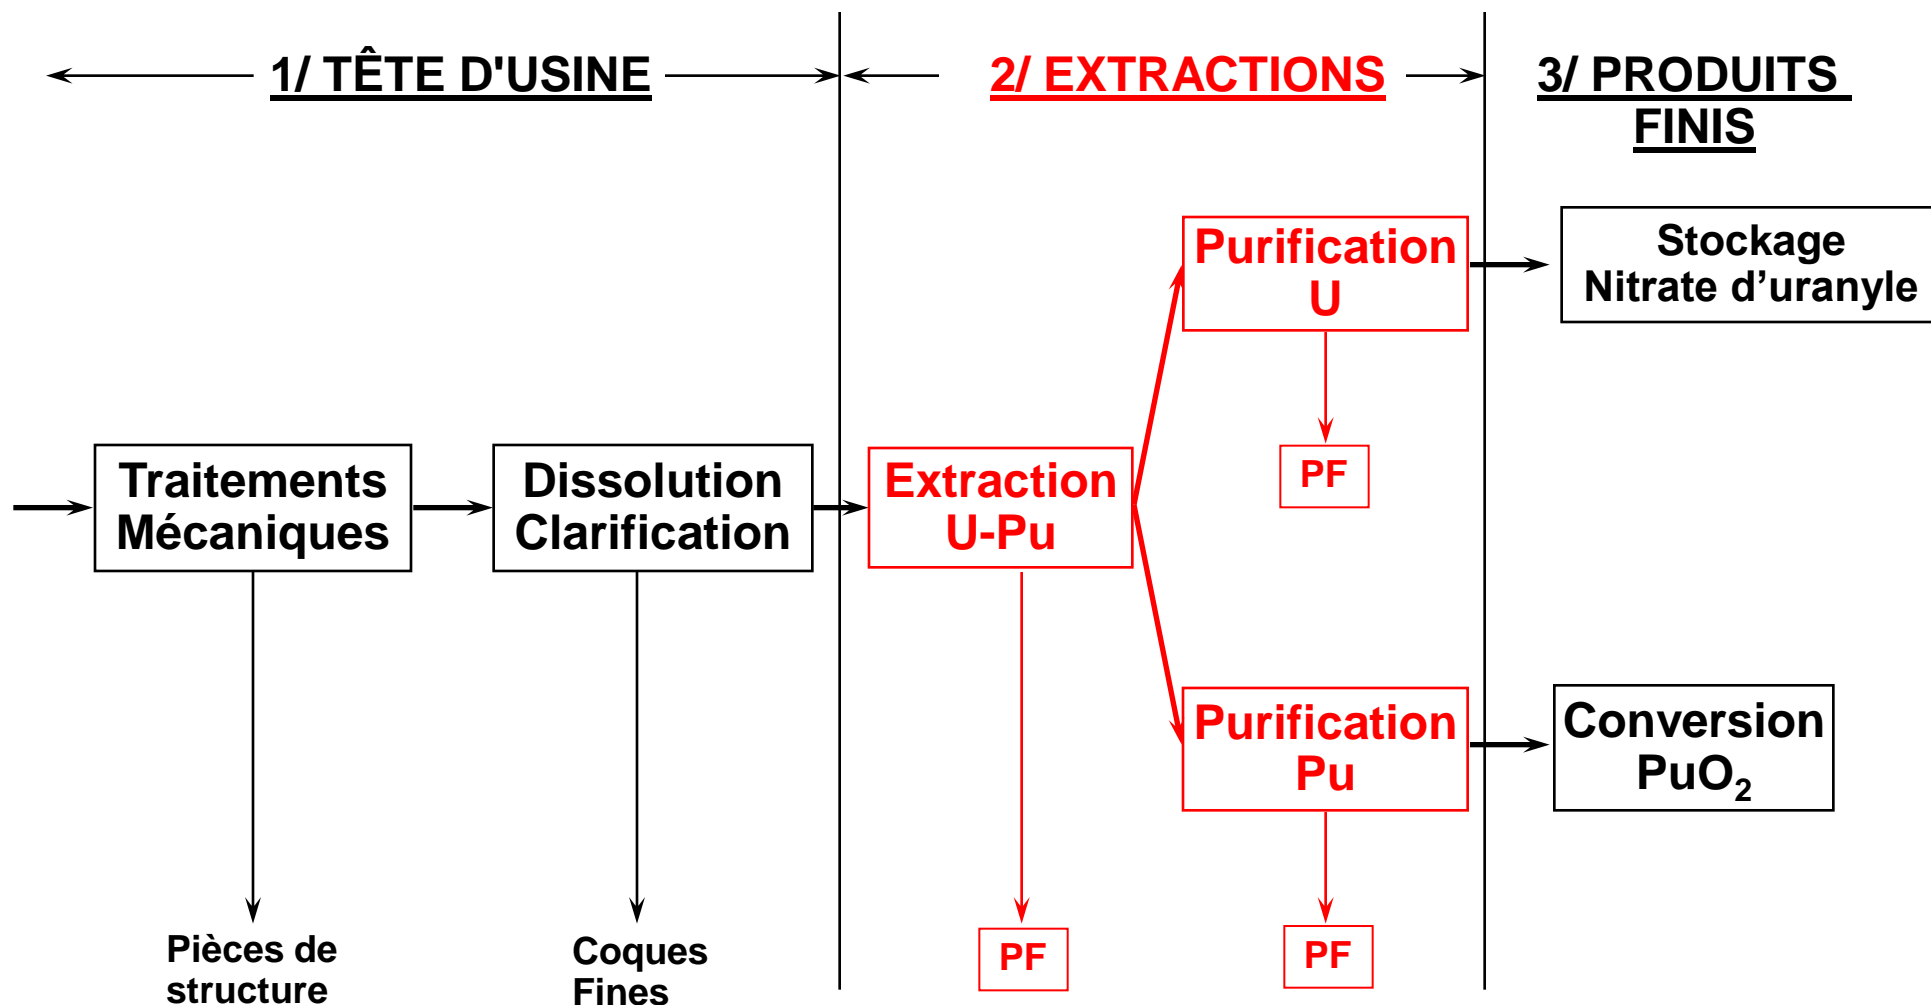 1/ TÊTE D'USINE
2/ EXTRACTIONS
3/ PRODUITS
FINIS
Purification
U
Stockage
Nitrate d’uranyle
PF
Traitements
Mécaniques
Dissolution
Clarification
Extraction
U-Pu
Purification
Pu
Conversion
PuO₂
Pièces de
structure
Coques
Fines
PF
PF